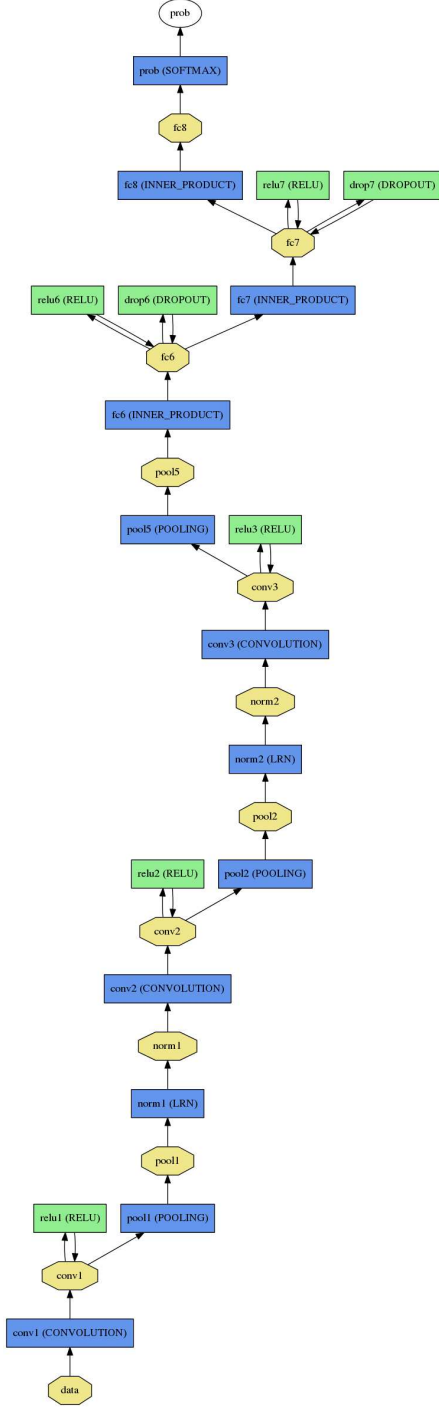 prob
prob (SOFTMAX)
fc8
fc8 (INNER_PRODUCT)
relu7 (RELU)
drop7 (DROPOUT)
fc7
relu6 (RELU)
drop6 (DROPOUT)
fc7 (INNER_PRODUCT)
fc6
fc6 (INNER_PRODUCT)
pool5
pool5 (POOLING)
relu3 (RELU)
conv3
conv3 (CONVOLUTION)
norm2
norm2 (LRN)
pool2
relu2 (RELU)
pool2 (POOLING)
conv2
conv2 (CONVOLUTION)
norm1
norm1 (LRN)
pool1
relu1 (RELU)
pool1 (POOLING)
conv1
conv1 (CONVOLUTION)
data